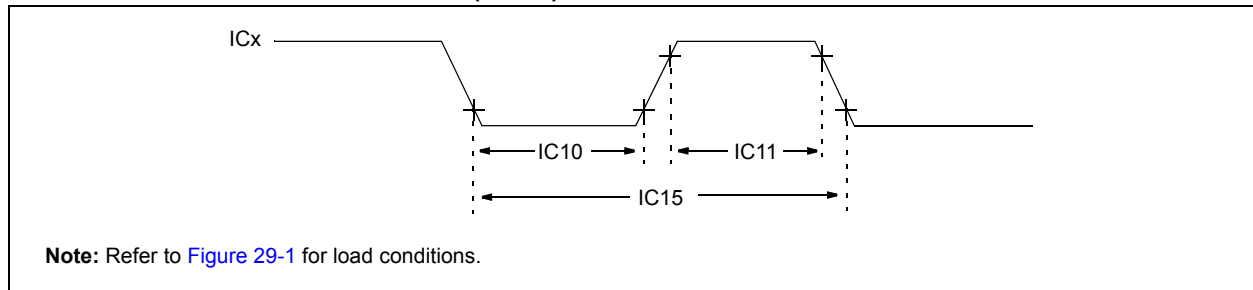 ICx
IC10
IC11
IC15
Note: Refer to Figure 29-1 for load conditions.